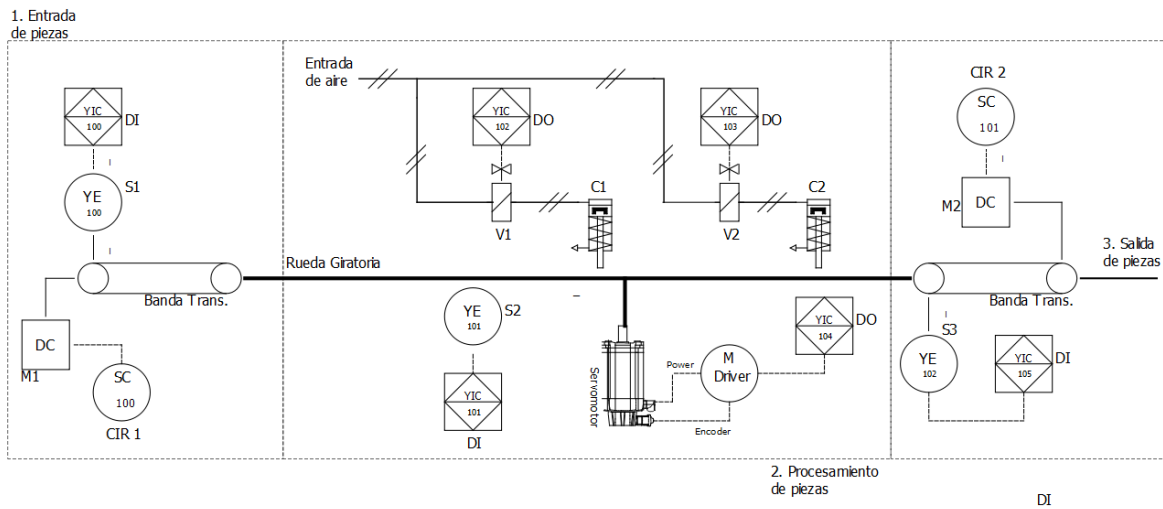 1. Entrada
de piezas
YIC
100
DI
YE
100
S1
Banda Trans.
DC
M1
SC
100
CIR 1
Entrada
de aire
YIC
102
DO
V1
C1
YIC
103
DO
V2
C2
Rueda Giratoria
YE
101
S2
YIC
101
DI
Servomotor
Power
Encoder
M
Driver
YIC
104
DO
2. Procesamiento
de piezas
CIR 2
SC
101
M2
DC
3. Salida
de piezas
Banda Trans.
S3
YE
102
YIC
105
DI
DI